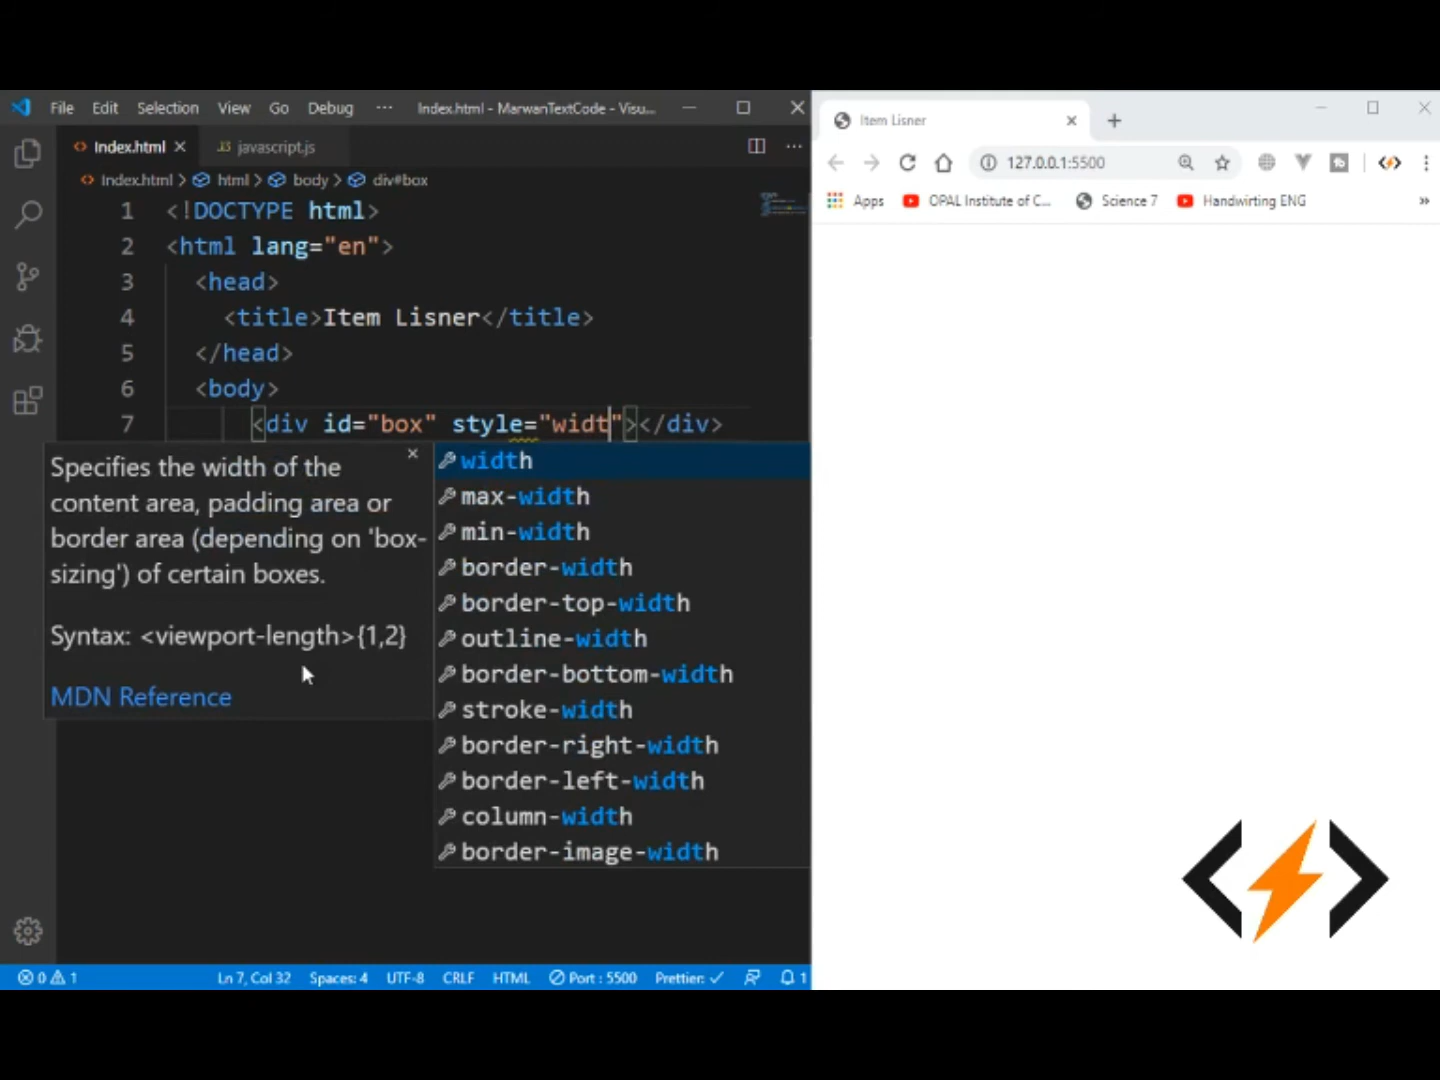 File Edit Selection View Go Debug ··· Index.html - MarwanTextCode - Visu...
Index.html javascript.js
Index.html > html > body > div#box
1 <!DOCTYPE html>
2 <html lang="en">
3 <head>
4 <title>Item Lisner</title>
5 </head>
6 <body>
7 <div id="box" style="widt"></div>
Specifies the width of the
content area, padding area or
border area (depending on 'box-
sizing') of certain boxes.
Syntax: <viewport-length>{1,2}
MDN Reference
width
max-width
min-width
border-width
border-top-width
outline-width
border-bottom-width
stroke-width
border-right-width
border-left-width
column-width
border-image-width
0 1 Ln 7, Col 32 Spaces: 4 UTF-8 CRLF HTML Port : 5500 Prettier: ✓ 1
Item Lisner
127.0.0.1:5500
Apps OPAL Institute of C... Science 7 Handwirting ENG »